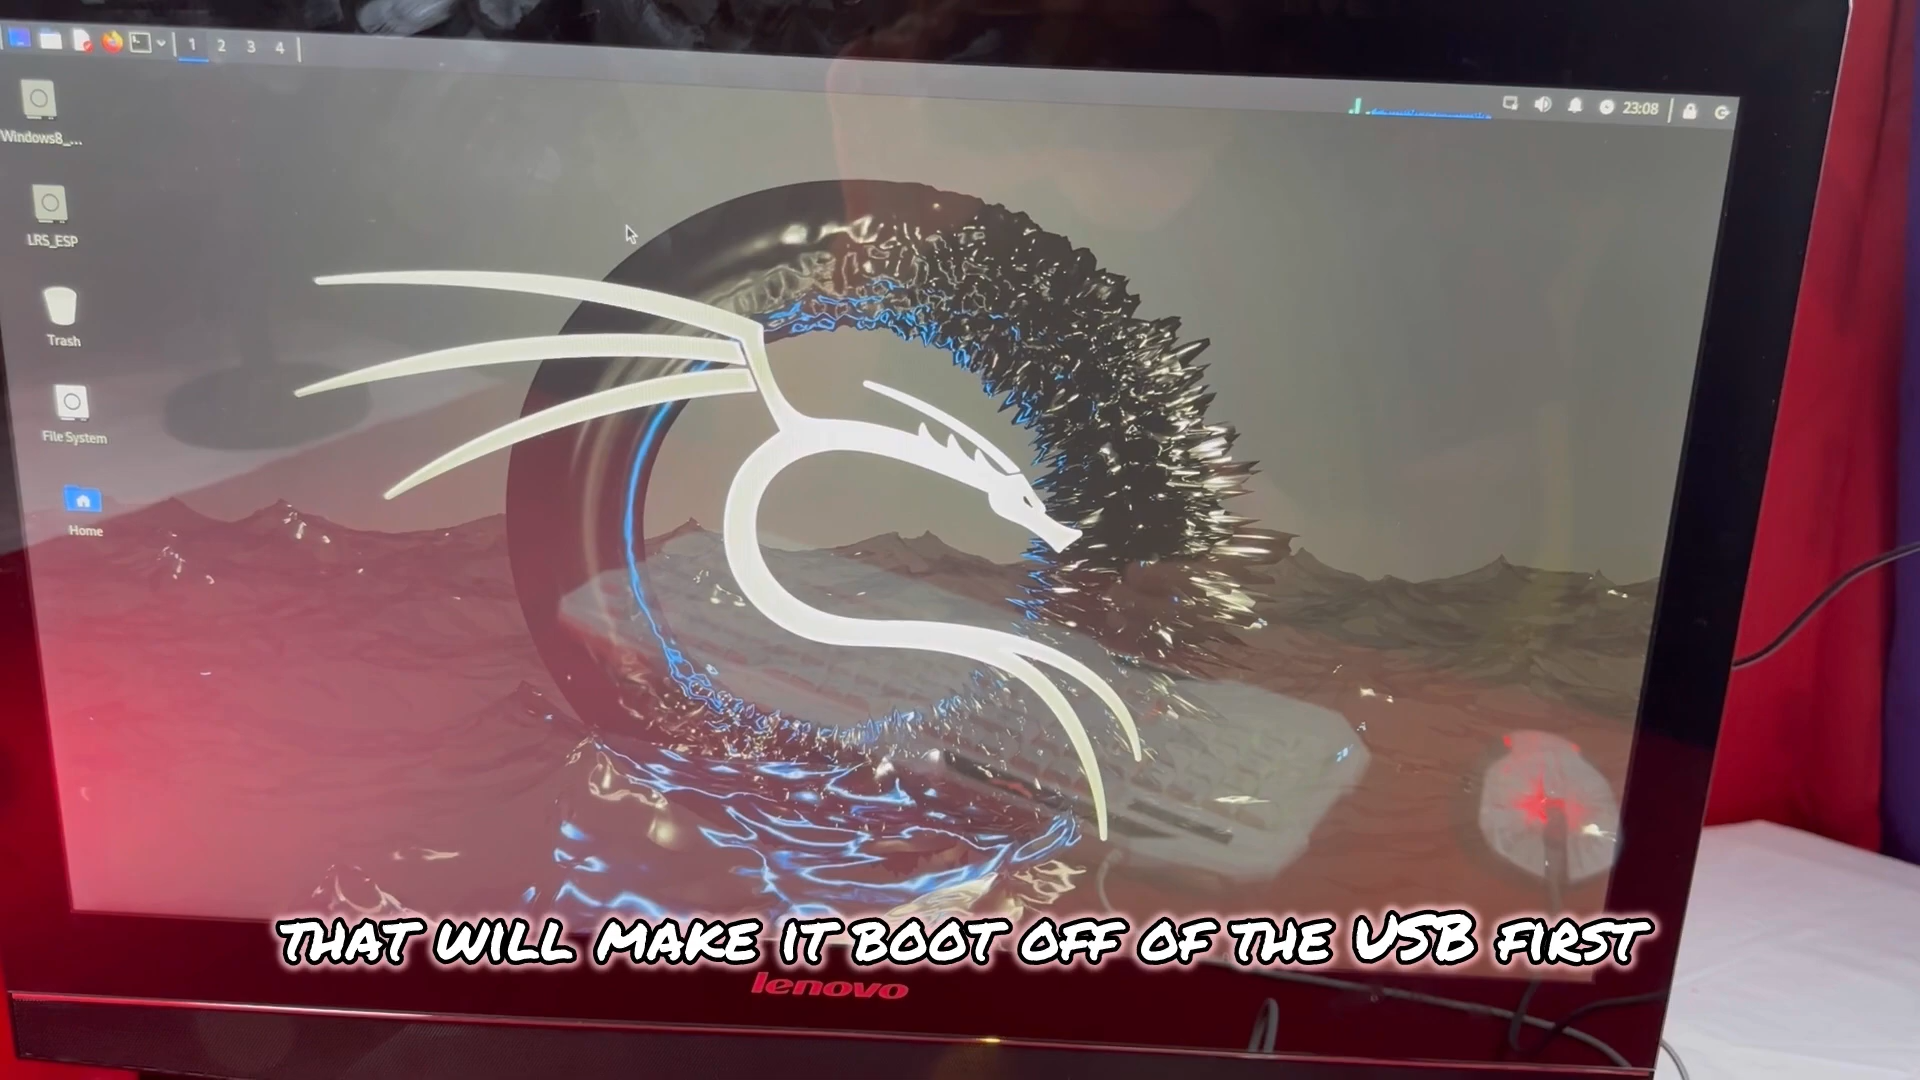 1 2 3 4
23:08
Windows8_...
LRS_ESP
Trash
File System
Home
THAT WILL MAKE IT BOOT OFF OF THE USB FIRST
lenovo